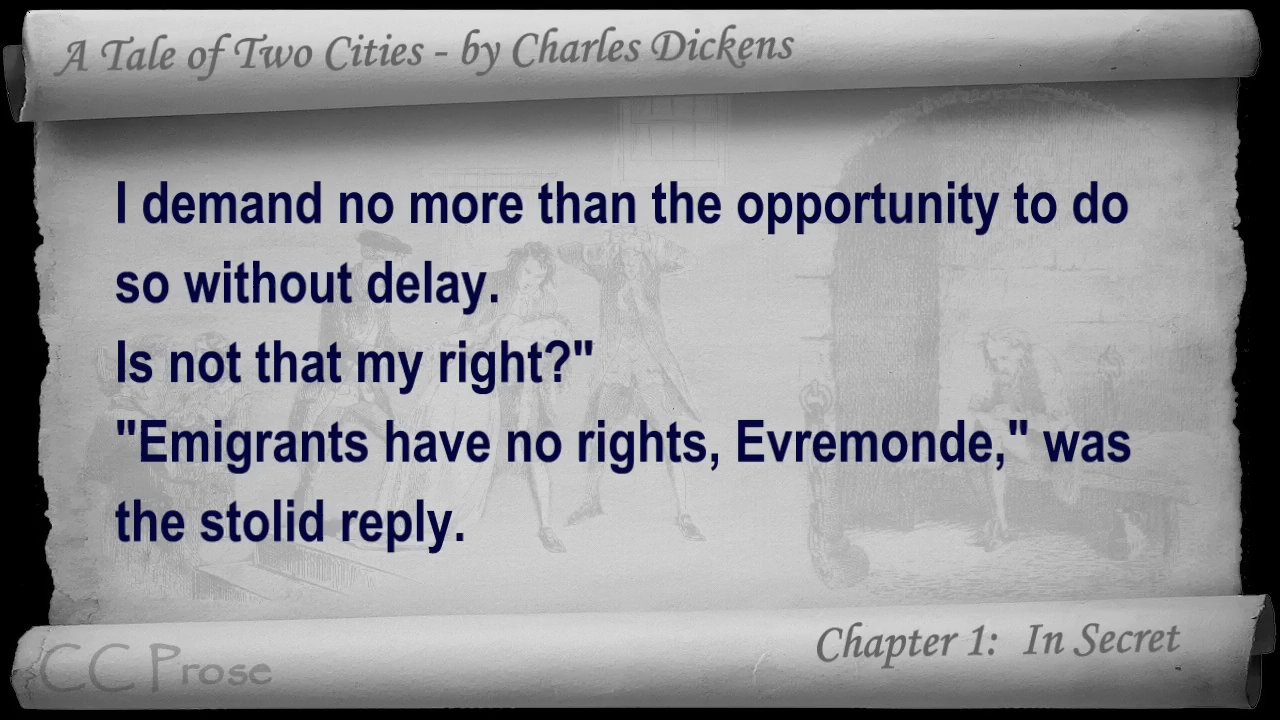 A Tale of Two Cities - by Charles Dickens
I demand no more than the opportunity to do
so without delay.
Is not that my right?"
"Emigrants have no rights, Evremonde," was
the stolid reply.
Chapter 1: In Secret
CC Prose